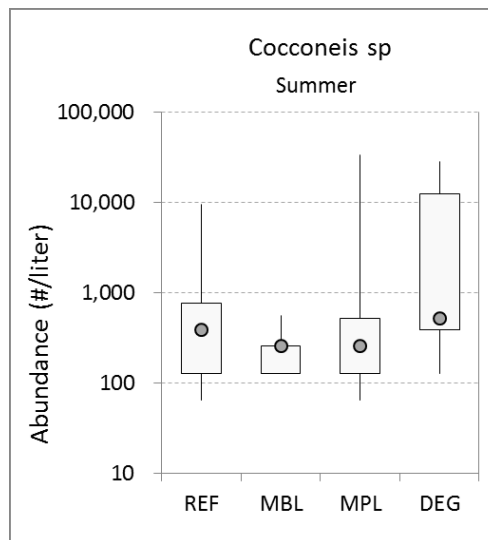 Cocconeis sp
Summer
Abundance (#/liter)
100,000
10,000
1,000
100
10
REF MBL MPL DEG